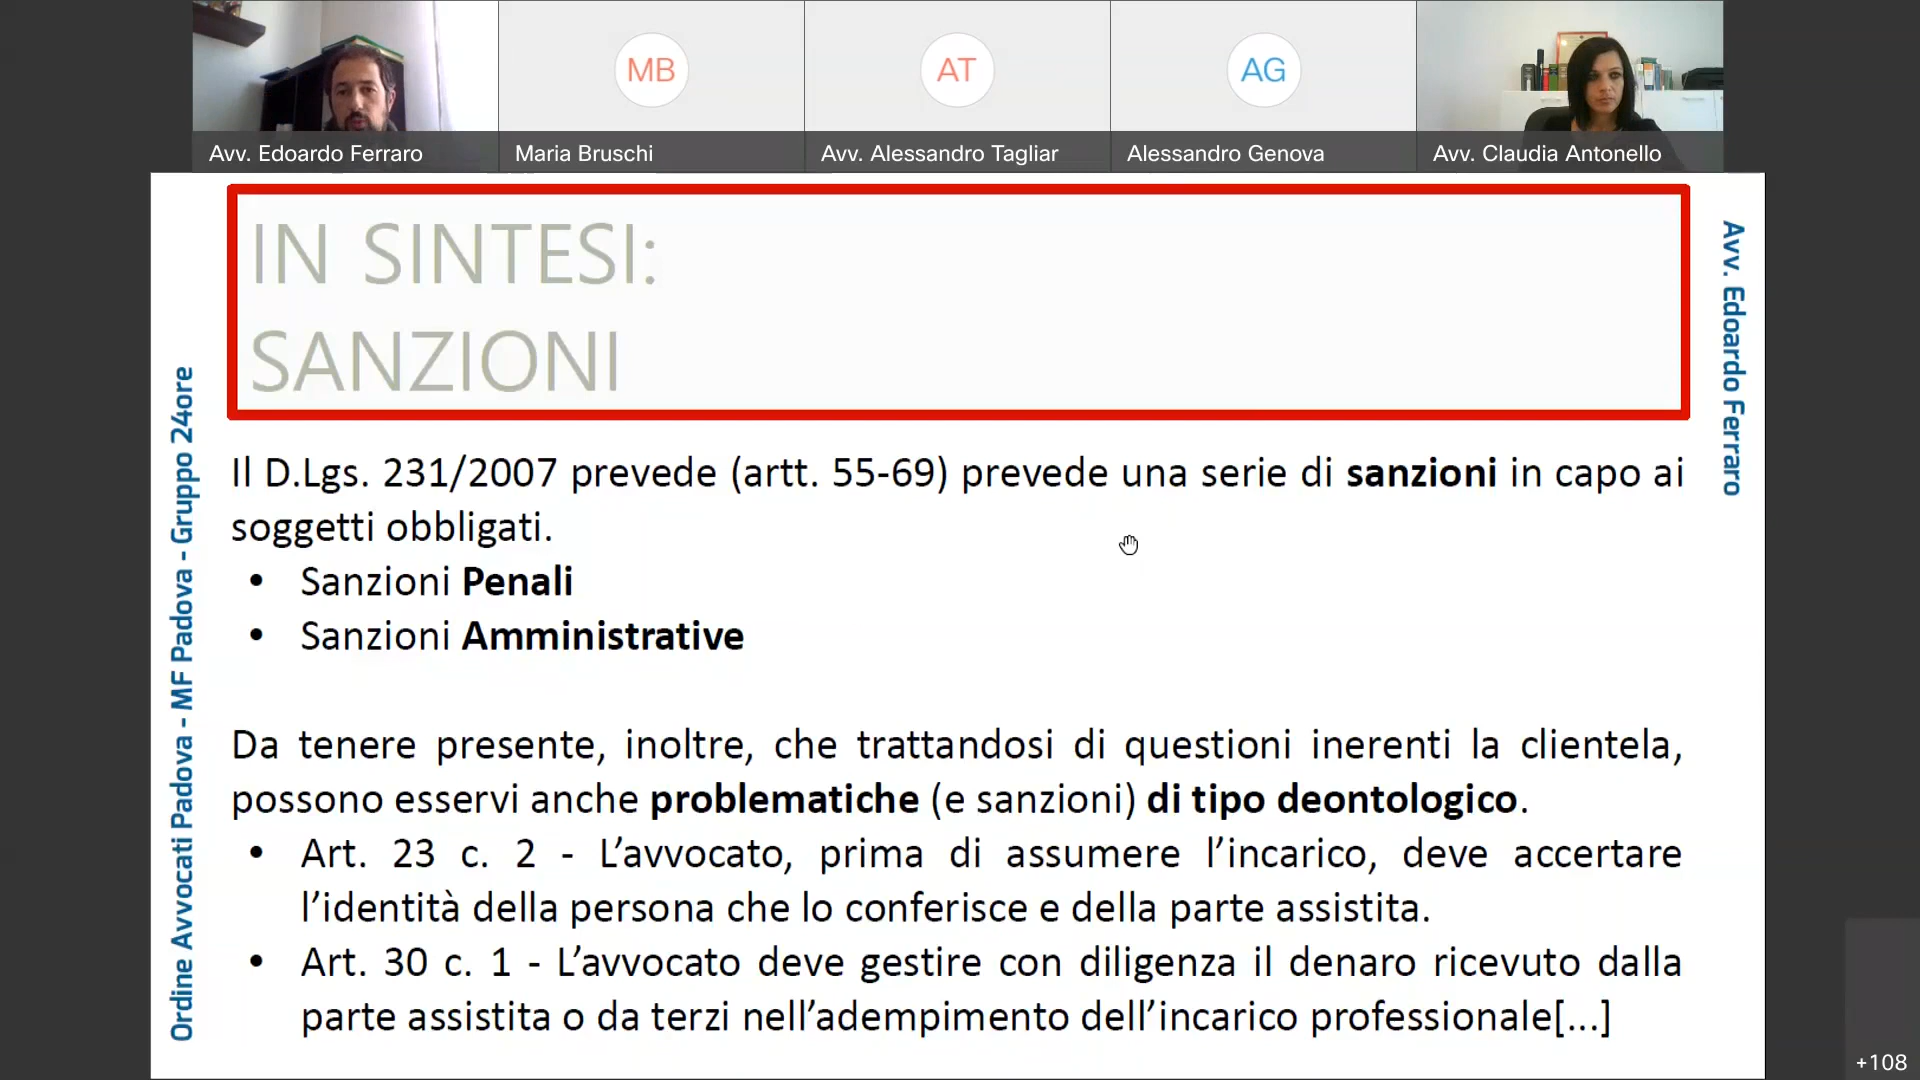 MB
AT
AG
Avv. Edoardo Ferraro
Maria Bruschi
Avv. Alessandro Tagliar
Alessandro Genova
Avv. Claudia Antonello
IN SINTESI:
SANZIONI
Il D.Lgs. 231/2007 prevede (artt. 55-69) prevede una serie di sanzioni in capo ai
soggetti obbligati.
• Sanzioni Penali
• Sanzioni Amministrative
Da tenere presente, inoltre, che trattandosi di questioni inerenti la clientela,
possono esservi anche problematiche (e sanzioni) di tipo deontologico.
• Art. 23 c. 2 - L’avvocato, prima di assumere l’incarico, deve accertare
l’identità della persona che lo conferisce e della parte assistita.
• Art. 30 c. 1 - L’avvocato deve gestire con diligenza il denaro ricevuto dalla
parte assistita o da terzi nell’adempimento dell’incarico professionale[...]
Ordine Avvocati Padova - MF Padova - Gruppo 24ore
Avv. Edoardo Ferraro
+108